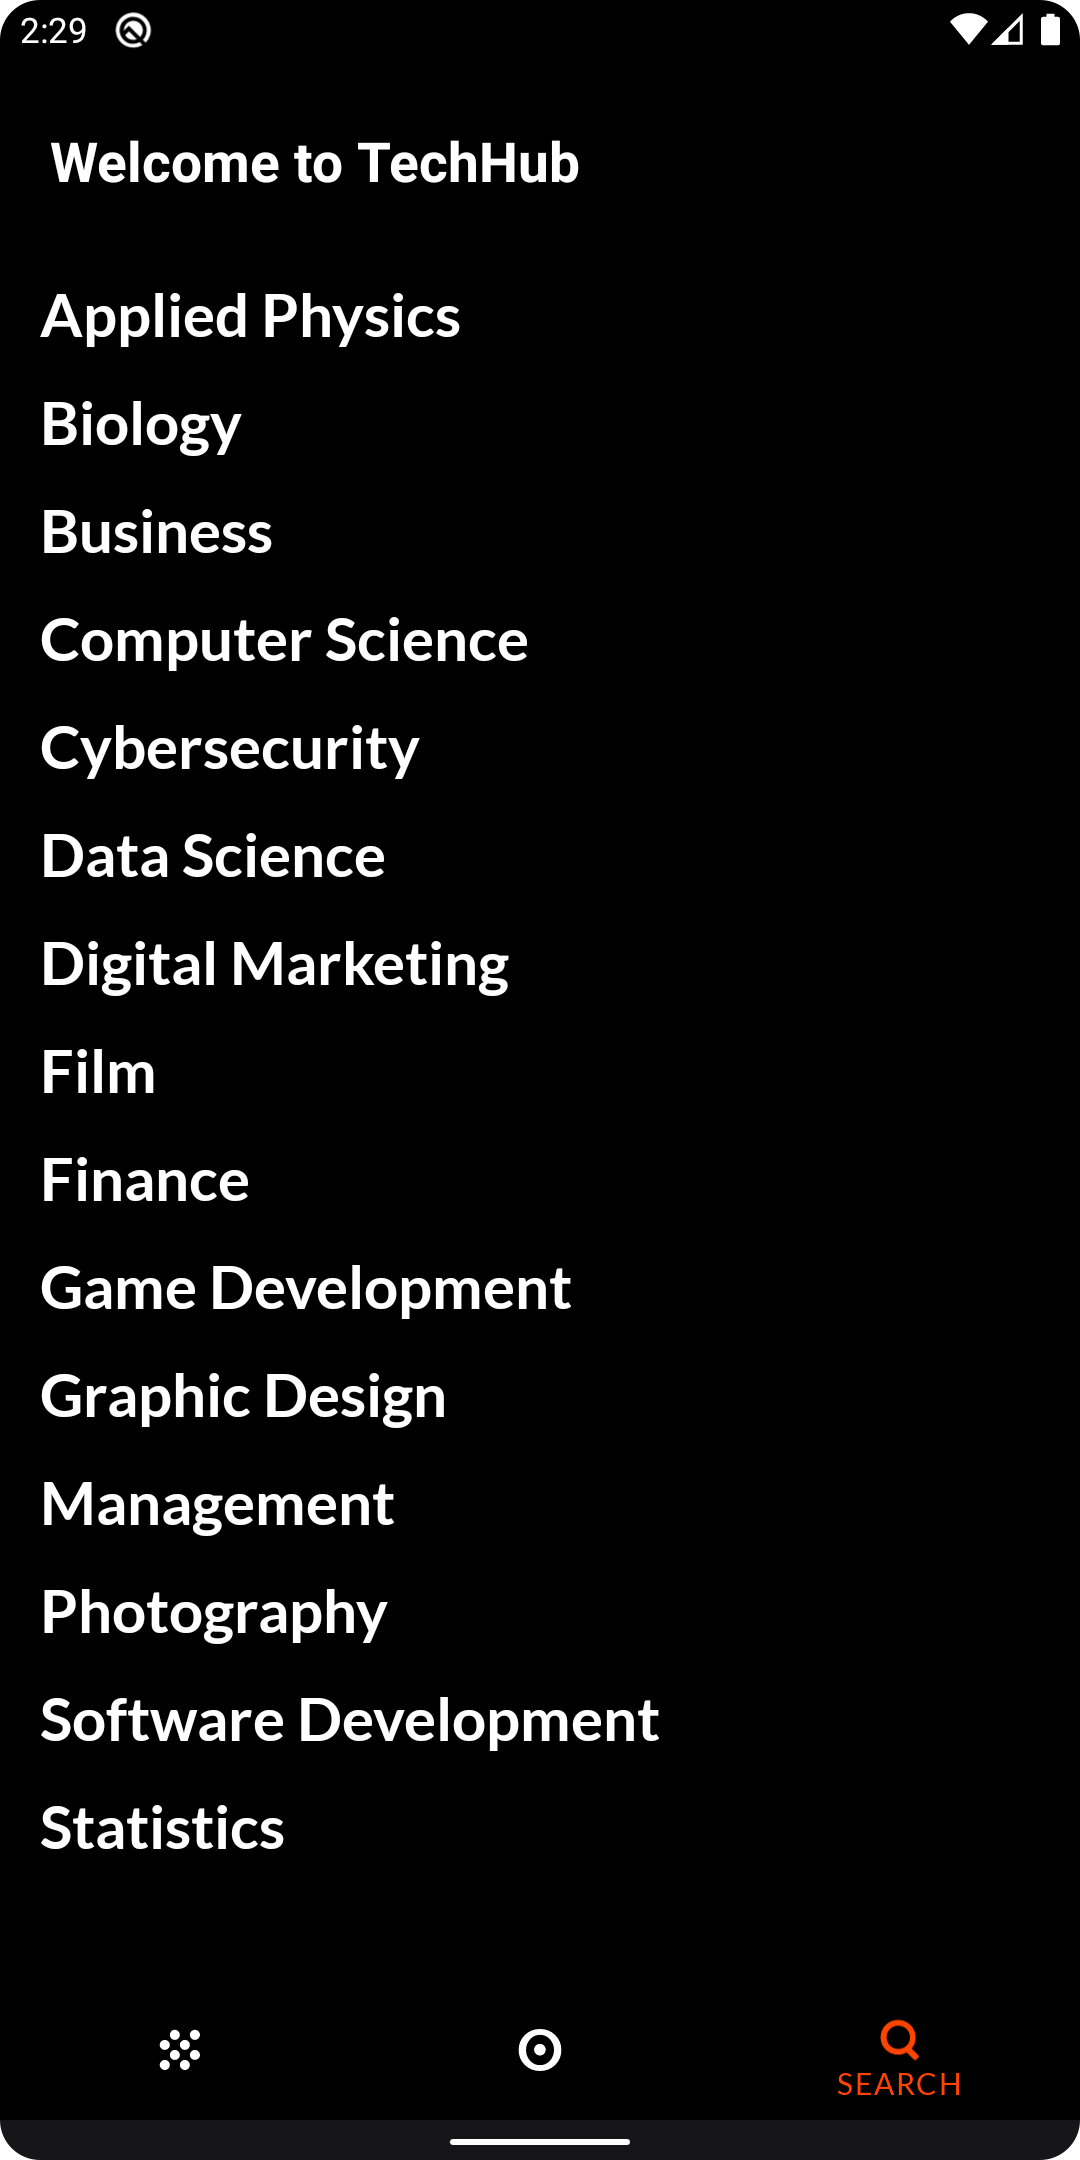 2:29
Welcome to TechHub
Applied Physics
Biology
Business
Computer Science
Cybersecurity
Data Science
Digital Marketing
Film
Finance
Game Development
Graphic Design
Management
Photography
Software Development
Statistics
SEARCH